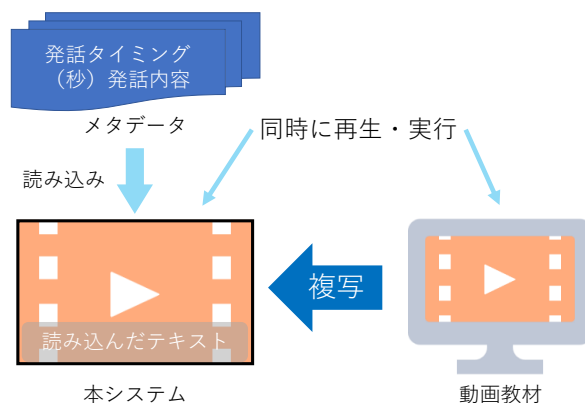 発話タイミング
（秒）発話内容
メタデータ
同時に再生・実行
読み込み
複写
読み込んだテキスト
本システム
動画教材